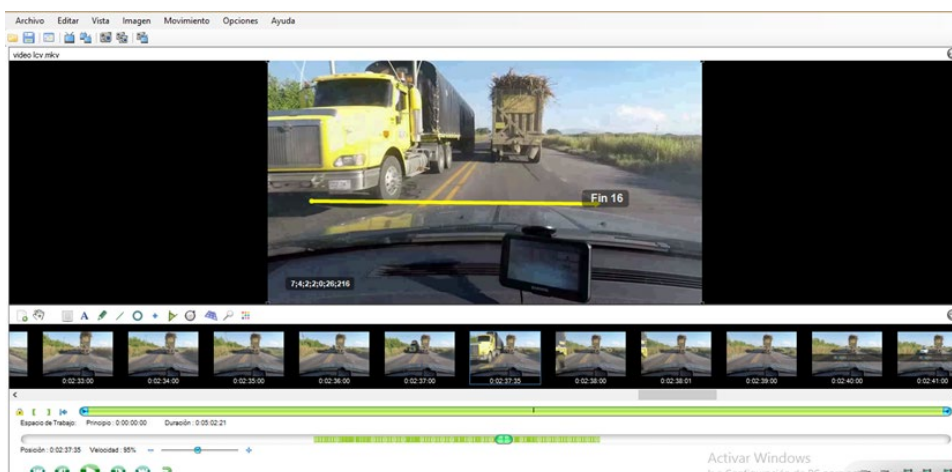 Archivo Editar Vista Imagen Movimiento Opciones Ayuda
video lcv.mkv
Fin 16
7;4;2;2;0;26;216
0:02:33:00 0:02:34:00 0:02:35:00 0:02:36:00 0:02:37:00 0:02:37:35 0:02:38:00 0:02:38:01 0:02:39:00 0:02:40:00 0:02:41:00
Espacio de Trabajo: Principio : 0:00:00:00 Duración : 0:05:02:21
Posición : 0:02:37:35 Velocidad : 95%
Activar Windows